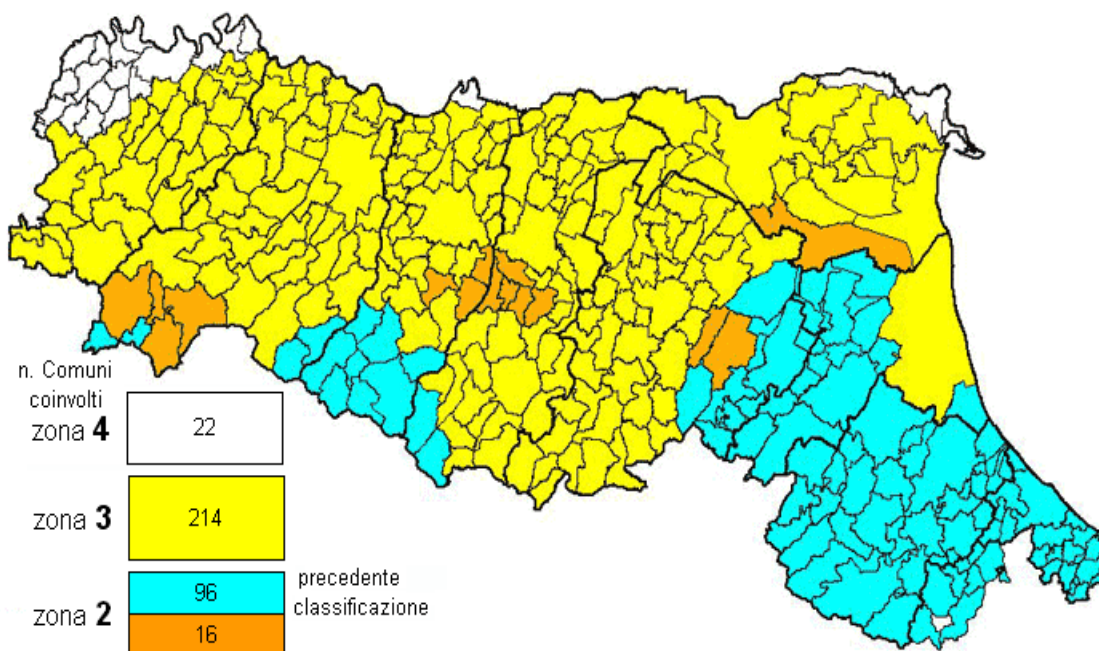 n. Comuni
coinvolti
zona 4
22
zona 3
214
zona 2
96
precedente
classificazione
16